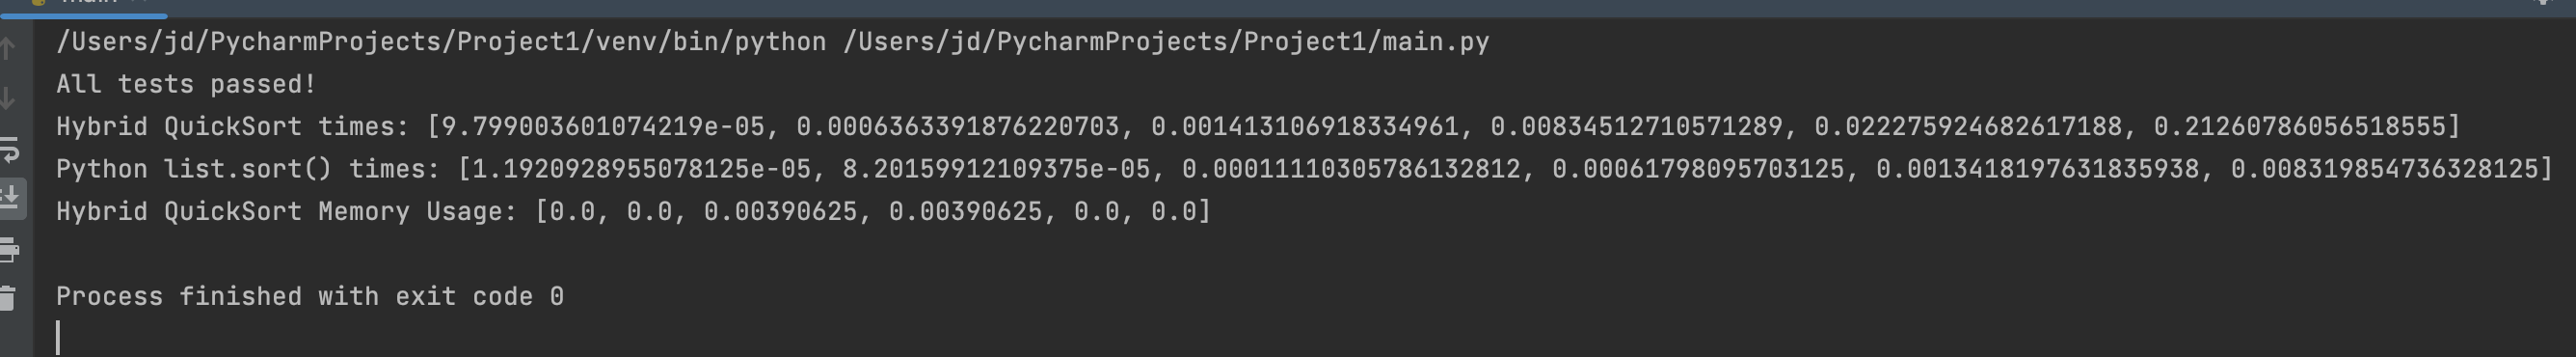 main
/Users/jd/PycharmProjects/Project1/venv/bin/python /Users/jd/PycharmProjects/Project1/main.py
All tests passed!
Hybrid QuickSort times: [9.799003601074219e-05, 0.0006363391876220703, 0.001413106918334961, 0.00834512710571289, 0.022275924682617188, 0.21260786056518555]
Python list.sort() times: [1.1920928955078125e-05, 8.20159912109375e-05, 0.00011110305786132812, 0.00061798095703125, 0.0013418197631835938, 0.008319854736328125]
Hybrid QuickSort Memory Usage: [0.0, 0.0, 0.00390625, 0.00390625, 0.0, 0.0]
Process finished with exit code 0